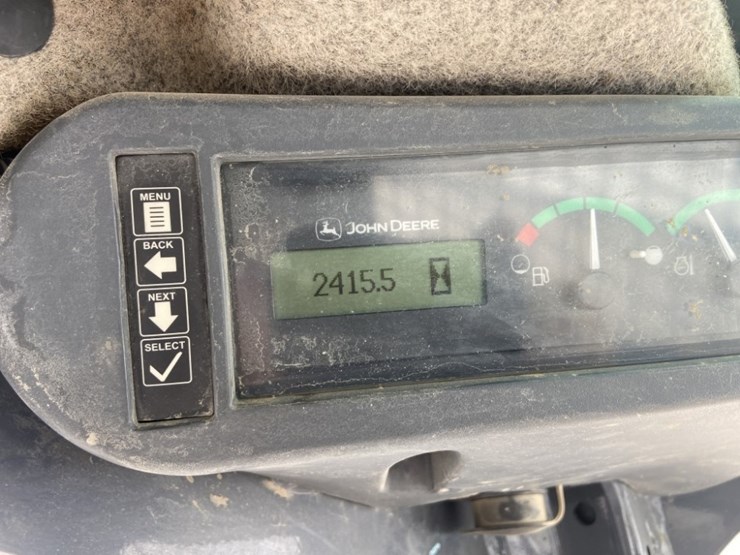 MENU
BACK
NEXT
SELECT
JOHN DEERE
2415.5